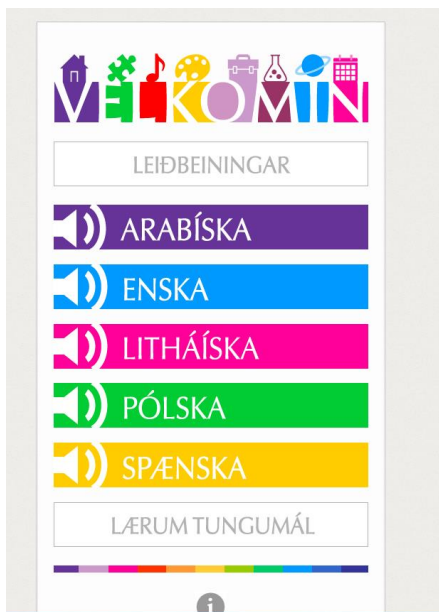 VELKOMIN
LEIÐBEININGAR
ARABÍSKA
ENSKA
LITHÁÍSKA
PÓLSKA
SPÆNSKA
LÆRUM TUNGUMÁL
i